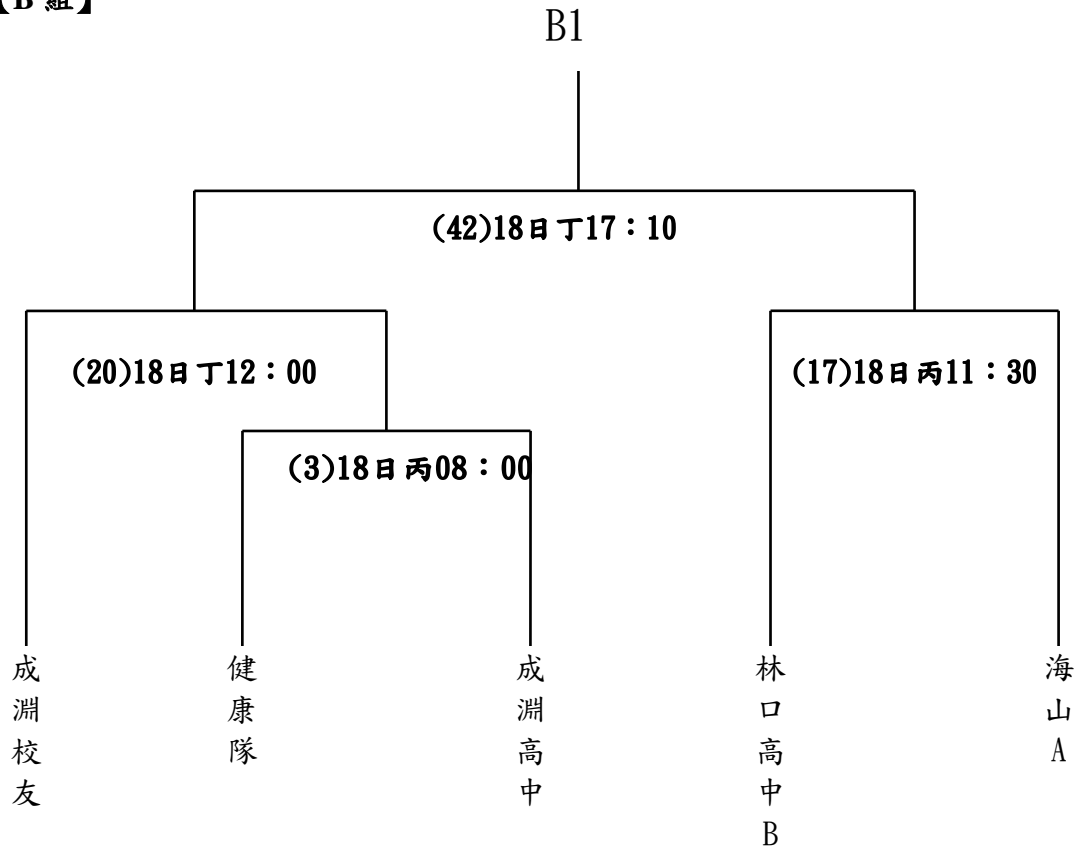 【B 組】
B1
(42)18日丁17：10
(20)18日丁12：00
(17)18日丙11：30
(3)18日丙08：00
成淵校友
健康隊
成淵高中
林口高中B
海山A